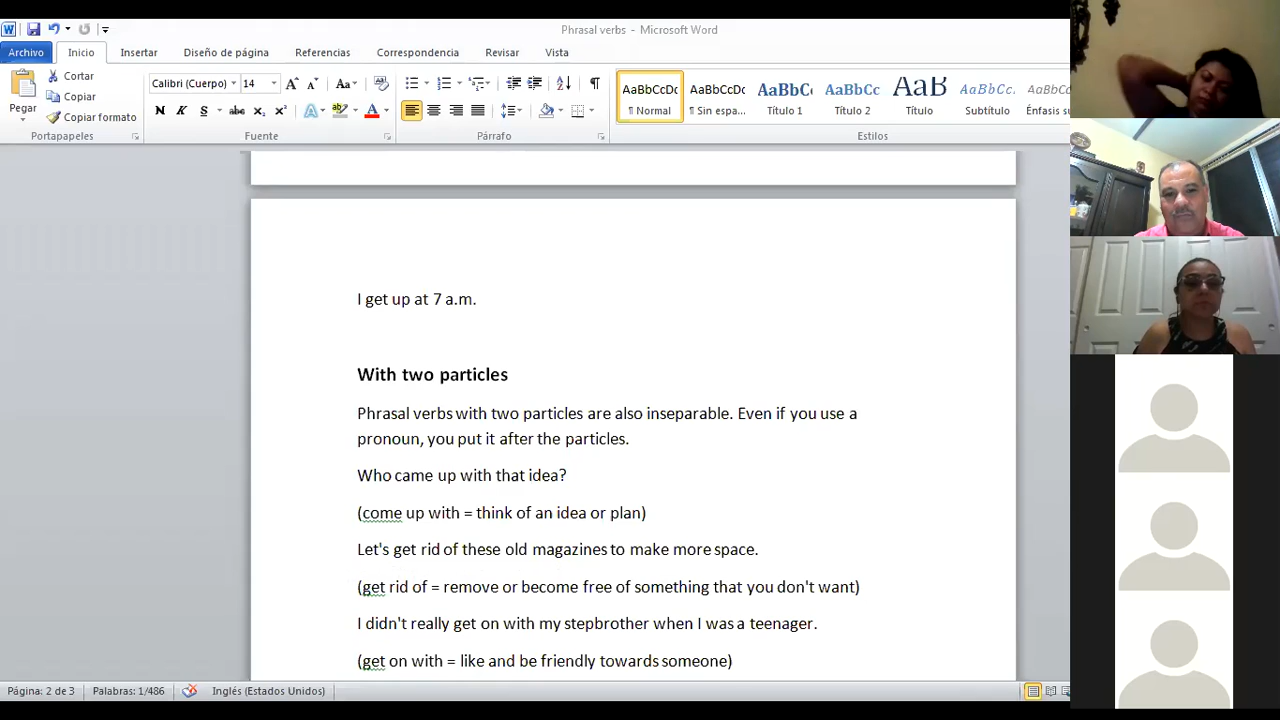 Phrasal verbs - Microsoft Word
Archivo Inicio Insertar Diseño de página Referencias Correspondencia Revisar Vista
Pegar
Cortar
Copiar
Copiar formato
Portapapeles
Calibri (Cuerpo) 14
Fuente
Párrafo
AaBbCcDc AaBbCcDc AaBbC AaBbCc AaB AaBbCc. AaBbCc
¶ Normal ¶ Sin espa... Título 1 Título 2 Título Subtítulo Énfasis su
Estilos
I get up at 7 a.m.
With two particles
Phrasal verbs with two particles are also inseparable. Even if you use a
pronoun, you put it after the particles.
Who came up with that idea?
(come up with = think of an idea or plan)
Let's get rid of these old magazines to make more space.
(get rid of = remove or become free of something that you don't want)
I didn't really get on with my stepbrother when I was a teenager.
(get on with = like and be friendly towards someone)
Página: 2 de 3 Palabras: 1/486 Inglés (Estados Unidos)